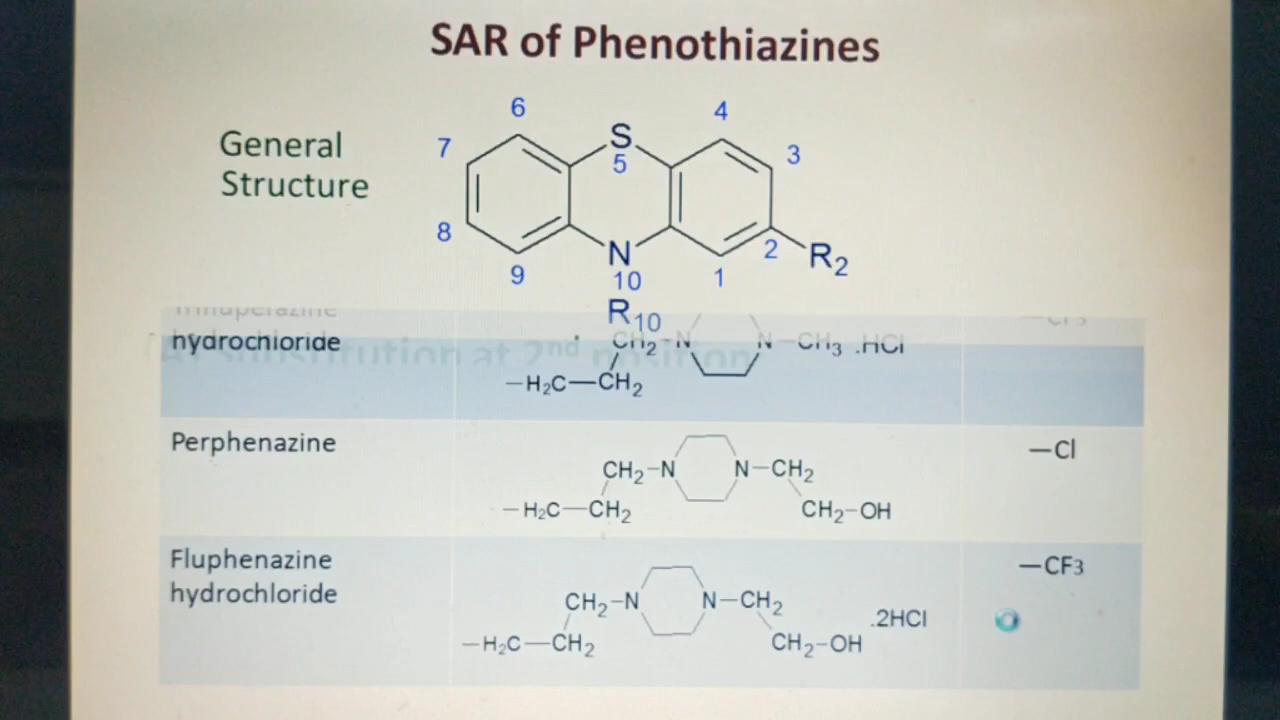 SAR of Phenothiazines
General
Structure
6
7
8
9
S
5
N
10
R10
4
3
2
1
R2
hydrochloride
CH2-N
N-CH3 .HCl
-H2C-CH2
Perphenazine
CH2-N
N-CH2
-H2C-CH2
CH2-OH
-Cl
Fluphenazine
hydrochloride
CH2-N
N-CH2
.2HCl
-H2C-CH2
CH2-OH
-CF3